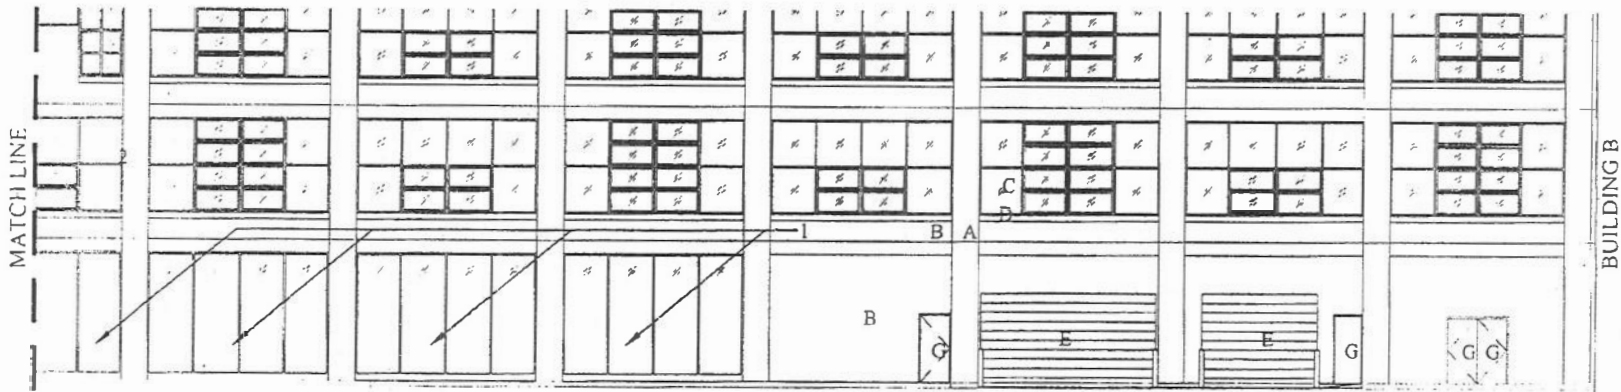 MATCH LINE
BUILDING B
C
D
1 B A
B
E E
G G G G